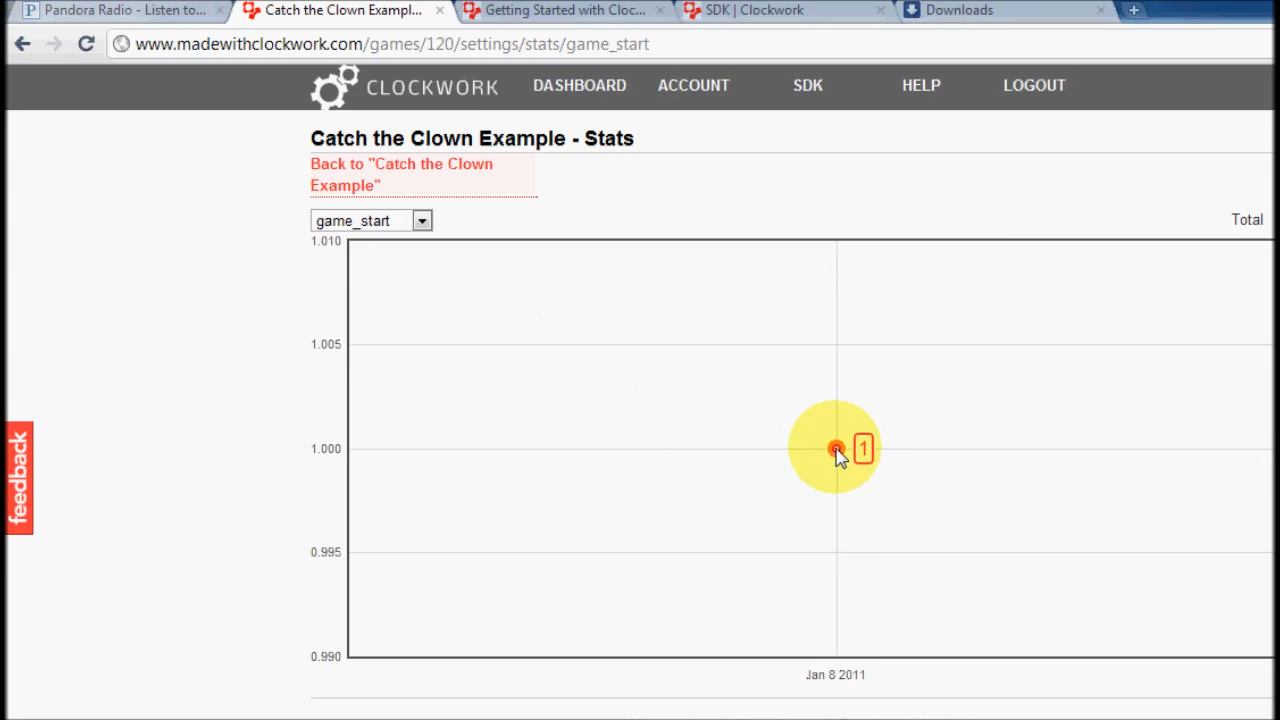 Pandora Radio - Listen to...
Catch the Clown Exampl...
Getting Started with Cloc...
SDK | Clockwork
Downloads
www.madewithclockwork.com/games/120/settings/stats/game_start
CLOCKWORK
DASHBOARD
ACCOUNT
SDK
HELP
LOGOUT
Catch the Clown Example - Stats
Back to "Catch the Clown
Example"
game_start
Total
1.010
1.005
1.000
1
0.995
0.990
Jan 8 2011
feedback